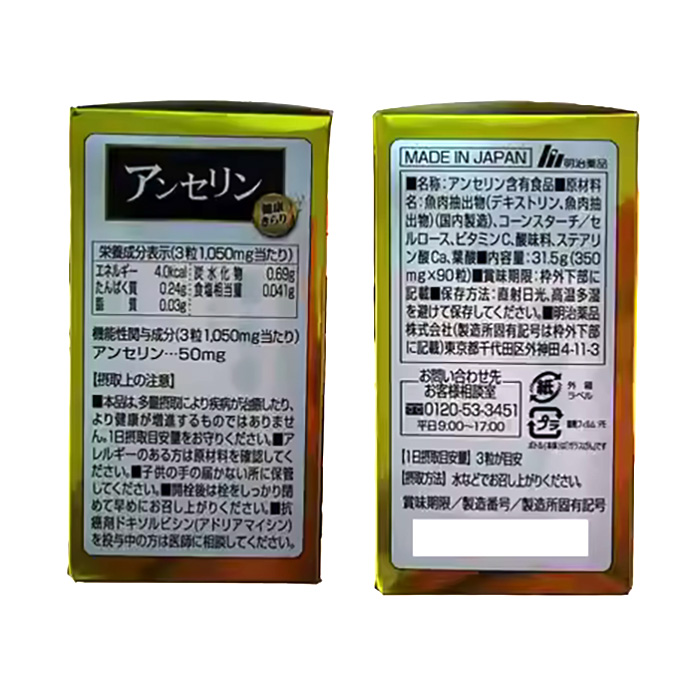 アンセリン
健康
きらり
栄養成分表示(3粒1,050mg当たり)
エネルギー 4.0kcal 炭水化物 0.69g
たんぱく質 0.24g 食塩相当量 0.041g
脂質 0.03g
機能性関与成分(3粒1,050mg当たり)
アンセリン…50mg
【摂取上の注意】
■本品は、多量摂取により疾病が治癒したり、
より健康が増進するものではありませ
ん。1日摂取目安量をお守りください。■ア
レルギーのある方は原材料を確認してく
ださい。■子供の手の届かない所に保管
してください。■開栓後は栓をしっかり閉
めて早めにお召し上がりください。■抗
癌剤ドキソルビシン(アドリアマイシン)
を投与中の方は医師に相談してください。
MADE IN JAPAN 明治薬品
■名称:アンセリン含有食品■原材料
名:魚肉抽出物(デキストリン、魚肉抽
出物)(国内製造)、コーンスターチ/セ
ルロース、ビタミンC、酸味料、ステアリ
ン酸Ca、葉酸■内容量:31.5g(350
mg×90粒)■賞味期限:枠外下部に
記載■保存方法:直射日光、高温多湿
を避けて保存してください。■明治薬品
株式会社(製造所固有記号は枠外下部
に記載)東京都千代田区外神田4-11-3
お問い合わせ先
お客様相談室
0120-53-3451
平日9:00~17:00
紙 外箱
ラベル
プラ
【1日摂取目安量】3粒が目安
【摂取方法】水などでお召し上がりください。
賞味期限/製造番号/製造所固有記号